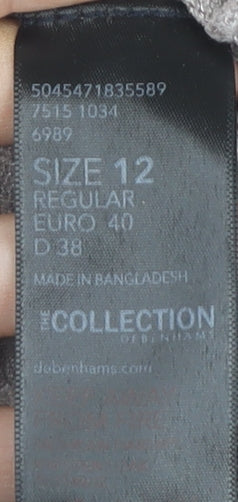 5045471835589
7515 1034
6989
SIZE 12
REGULAR
EURO 40
D 38
MADE IN BANGLADESH
THE COLLECTION
DEBENHAMS
debenhams.com